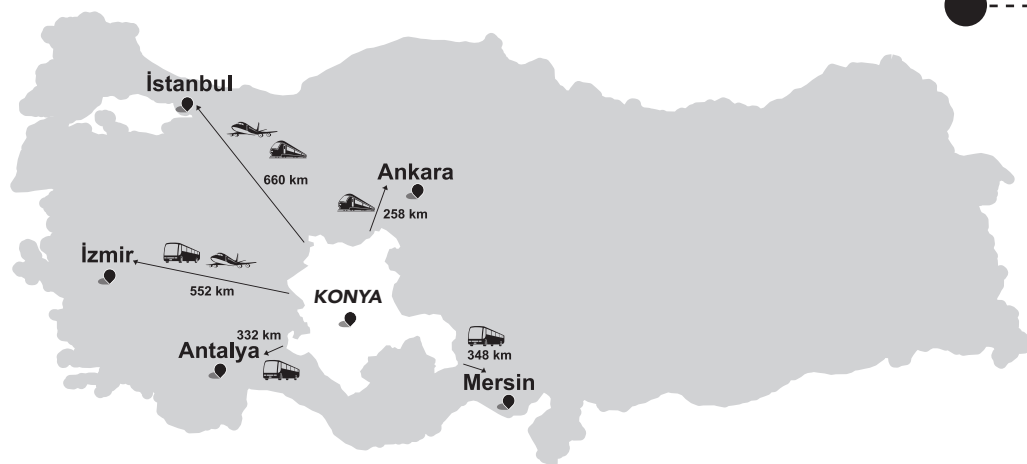 İstanbul
660 km
Ankara
258 km
İzmir
552 km
KONYA
332 km
Antalya
348 km
Mersin